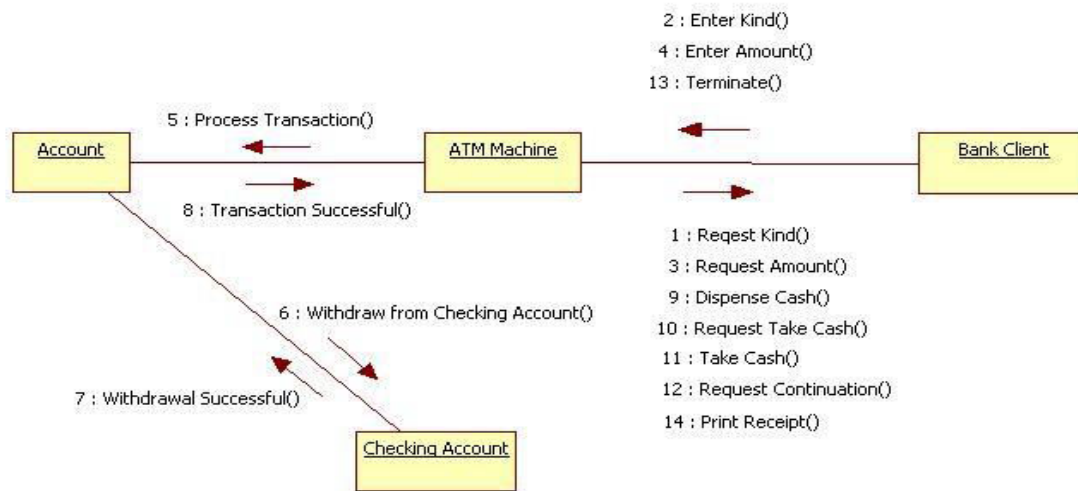 2 : Enter Kind()
4 : Enter Amount()
13 : Terminate()
5 : Process Transaction()
Account
ATM Machine
Bank Client
8 : Transaction Successful()
1 : Reqest Kind()
3 : Request Amount()
9 : Dispense Cash()
10 : Request Take Cash()
11 : Take Cash()
12 : Request Continuation()
14 : Print Receipt()
6 : Withdraw from Checking Account()
7 : Withdrawal Successful()
Checking Account